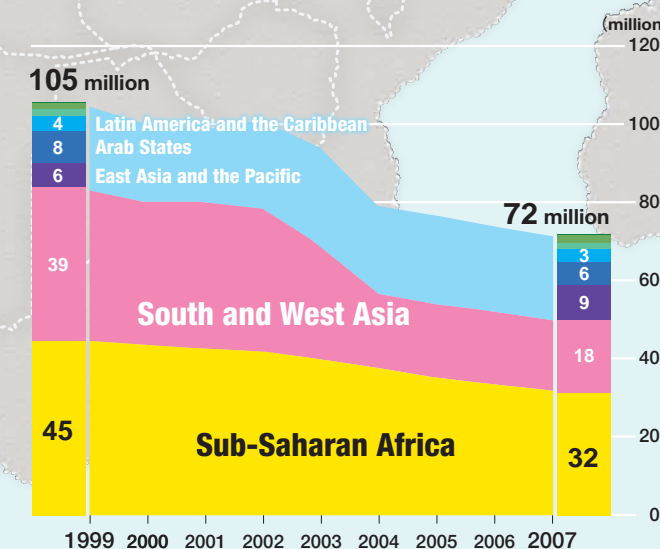 (million
120
105 million
4 Latin America and the Caribbean
100
8 Arab States
6 East Asia and the Pacific
80
72 million
39
3
60
6
9
South and West Asia
18
40
45
Sub-Saharan Africa
32
20
0
1999 2000 2001 2002 2003 2004 2005 2006 2007